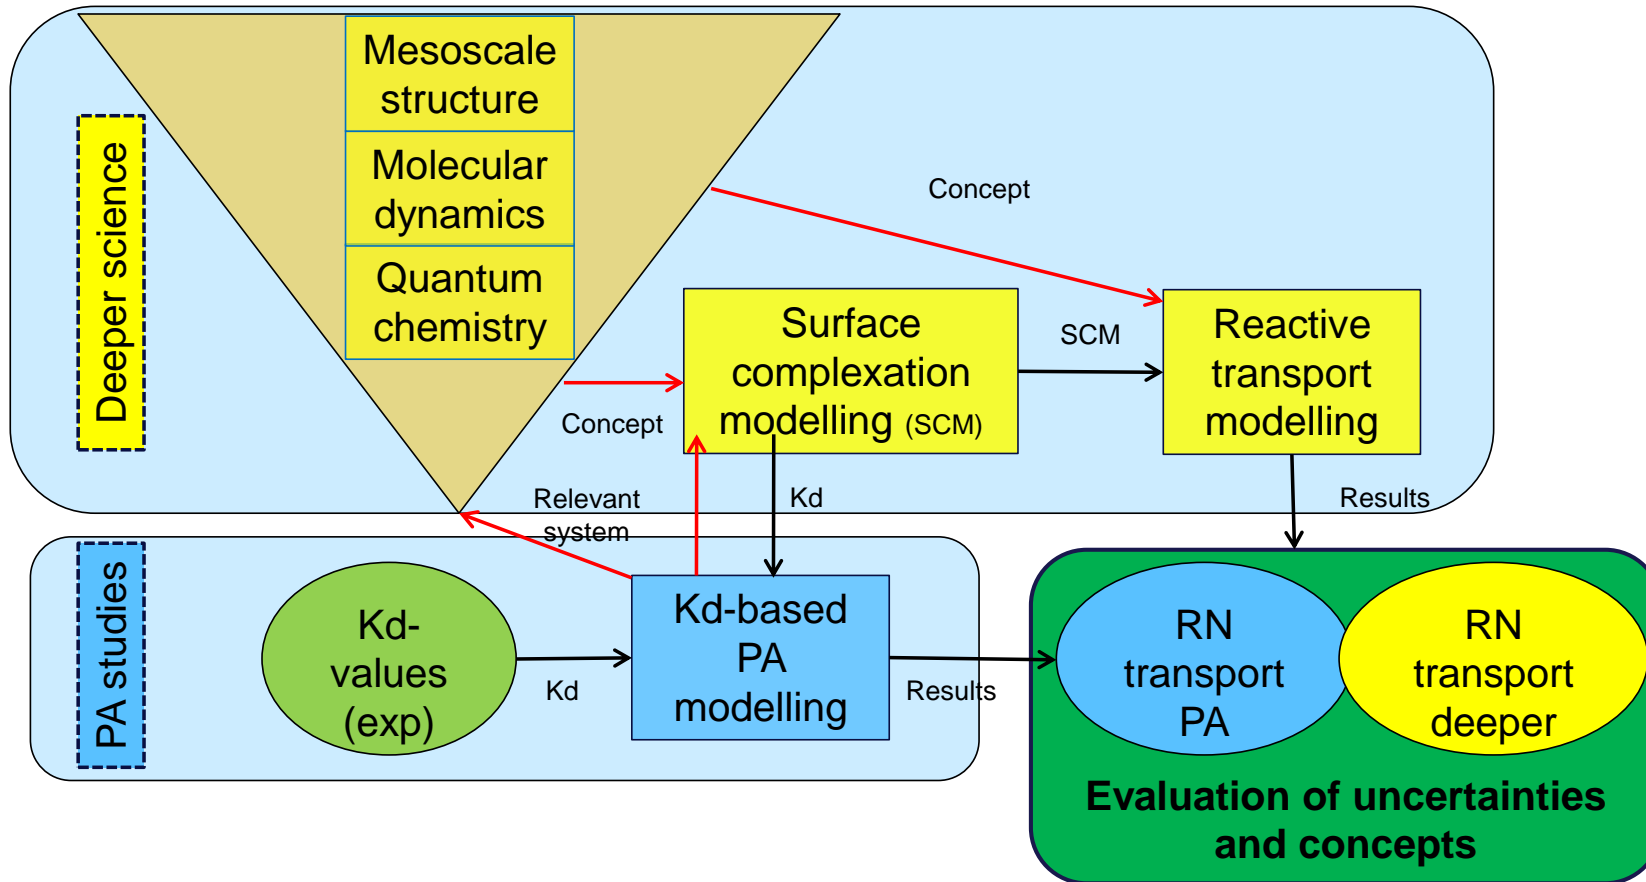 Mesoscale
structure
Molecular
dynamics
Quantum
chemistry
Deeper science
Concept
Surface
complexation
modelling (SCM)
SCM
Reactive
transport
modelling
Concept
Relevant
system
Kd
Results
PA studies
Kd-
values
(exp)
Kd
Kd-based
PA
modelling
Results
RN
transport
PA
RN
transport
deeper
Evaluation of uncertainties
and concepts